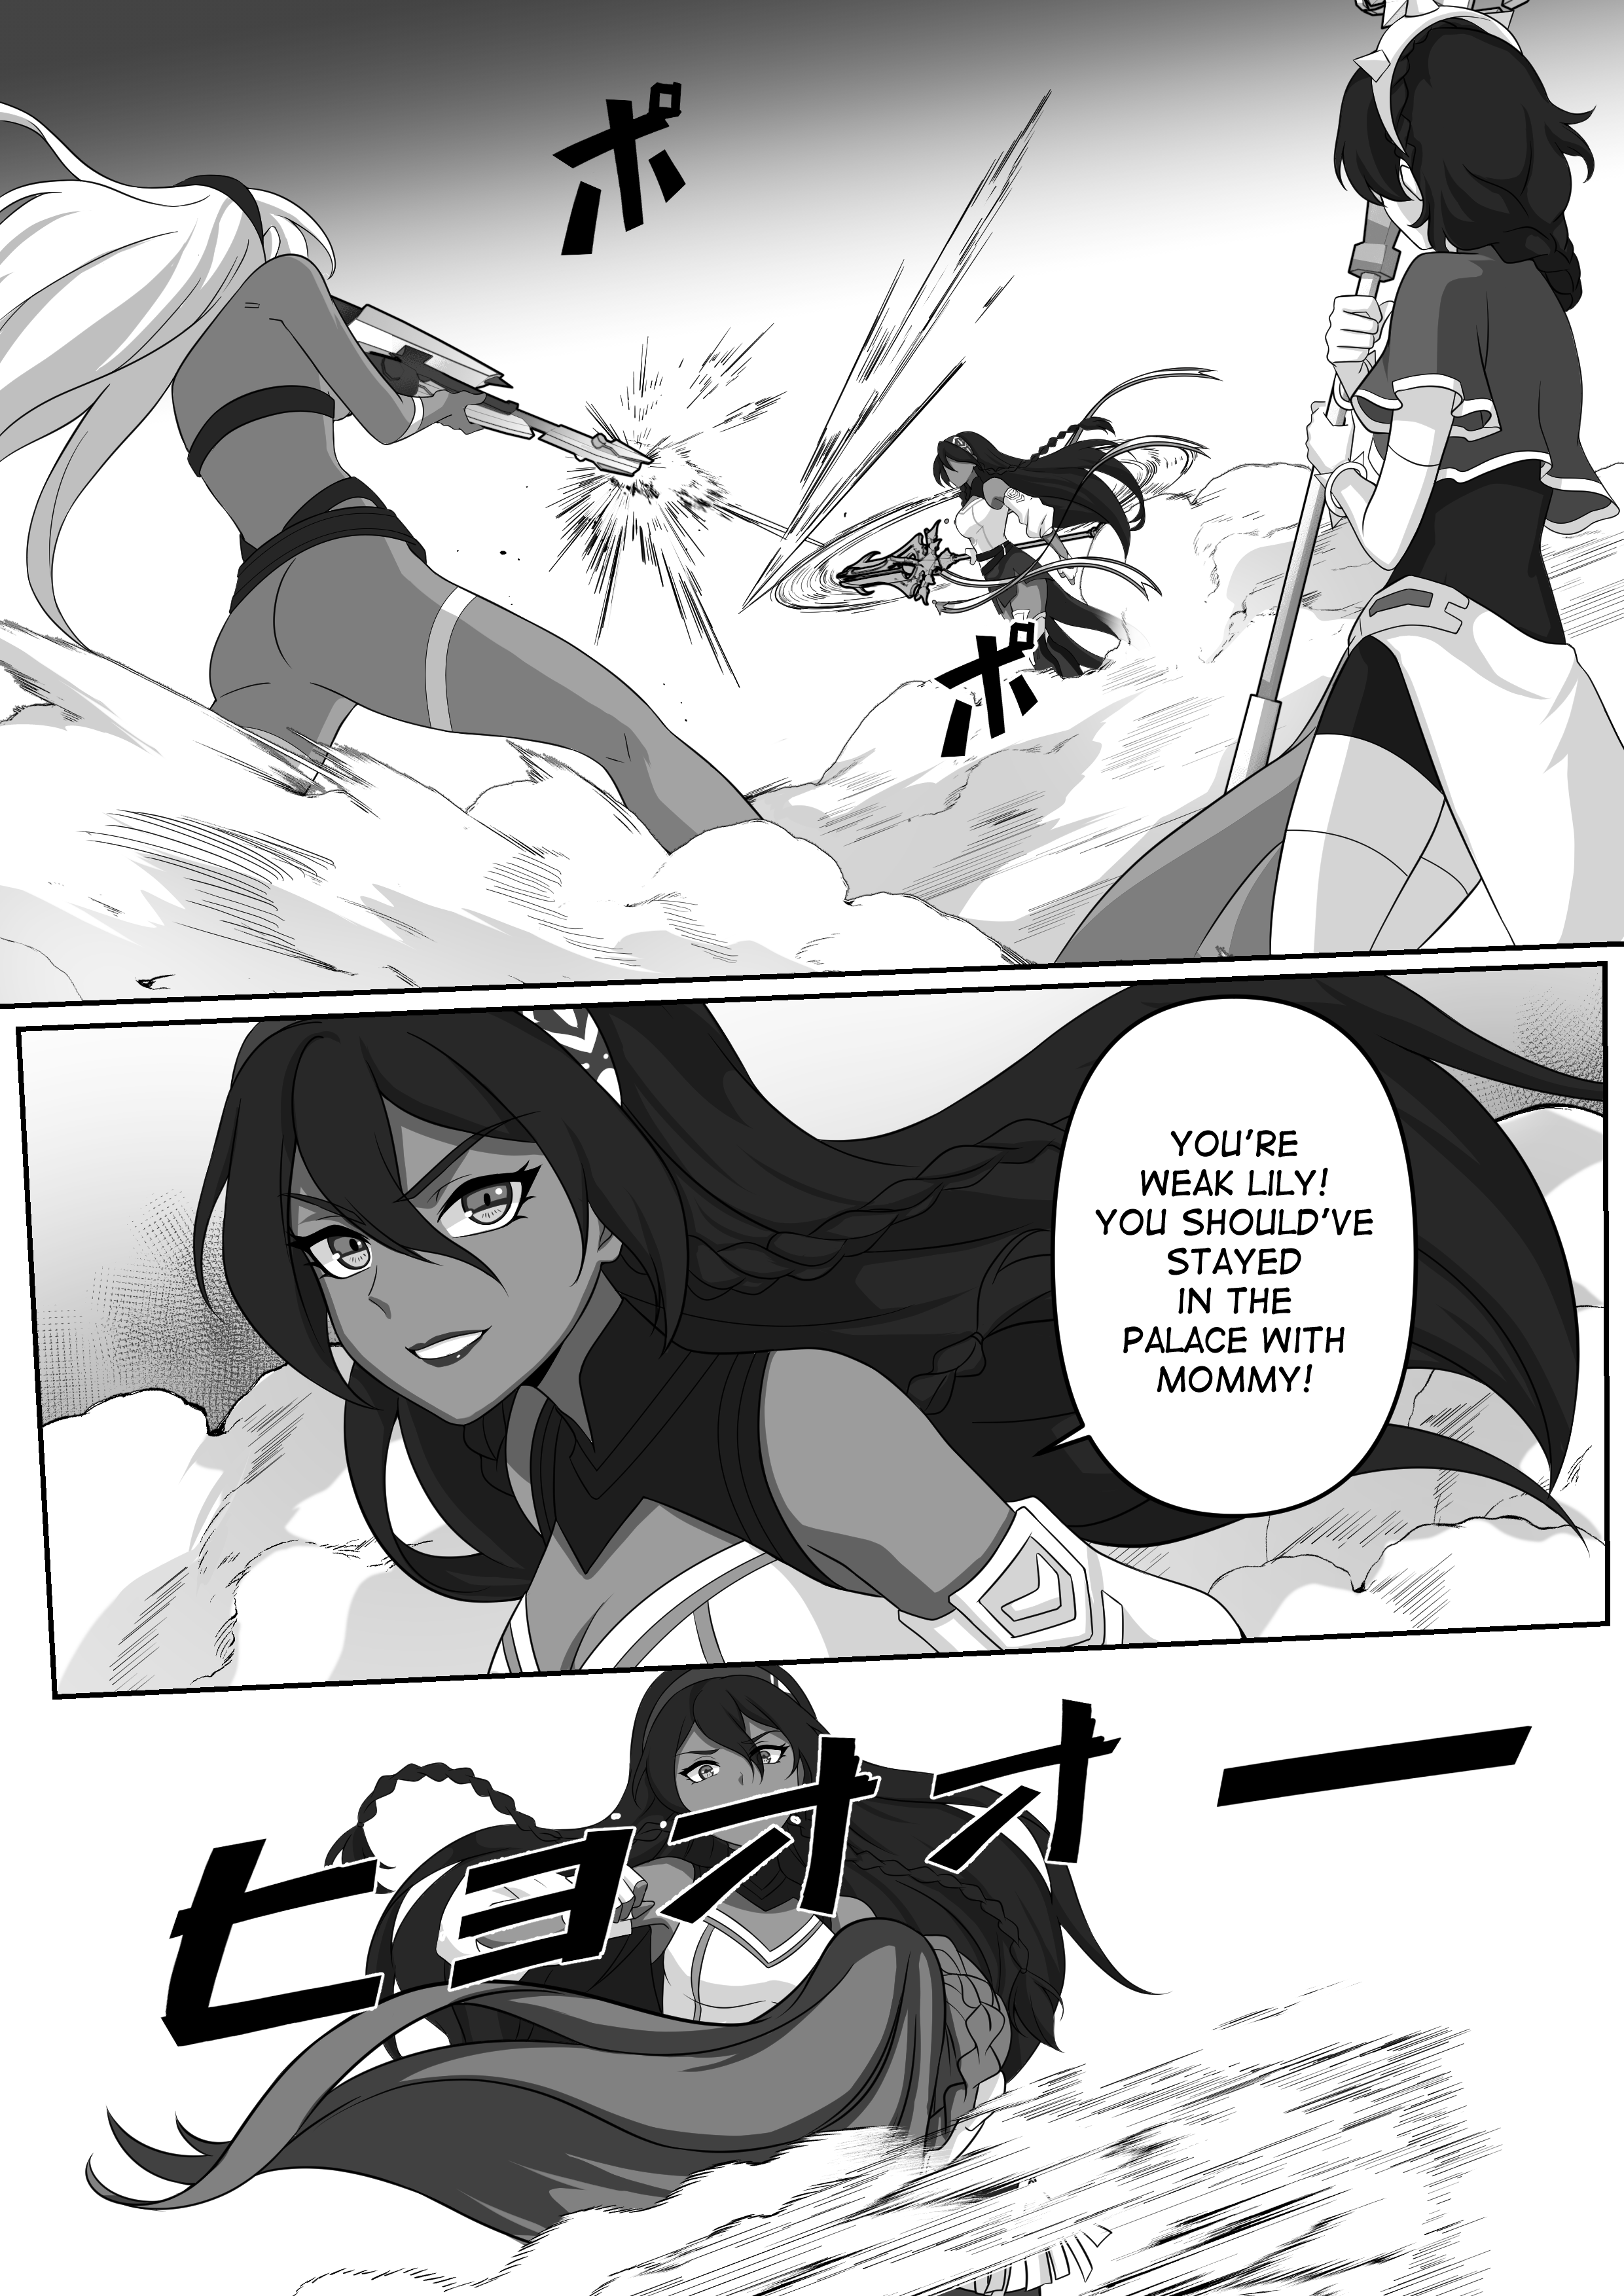 ポ
ポ
YOU'RE
WEAK LILY!
YOU SHOULD'VE
STAYED
IN THE
PALACE WITH
MOMMY!
ヒョオオー